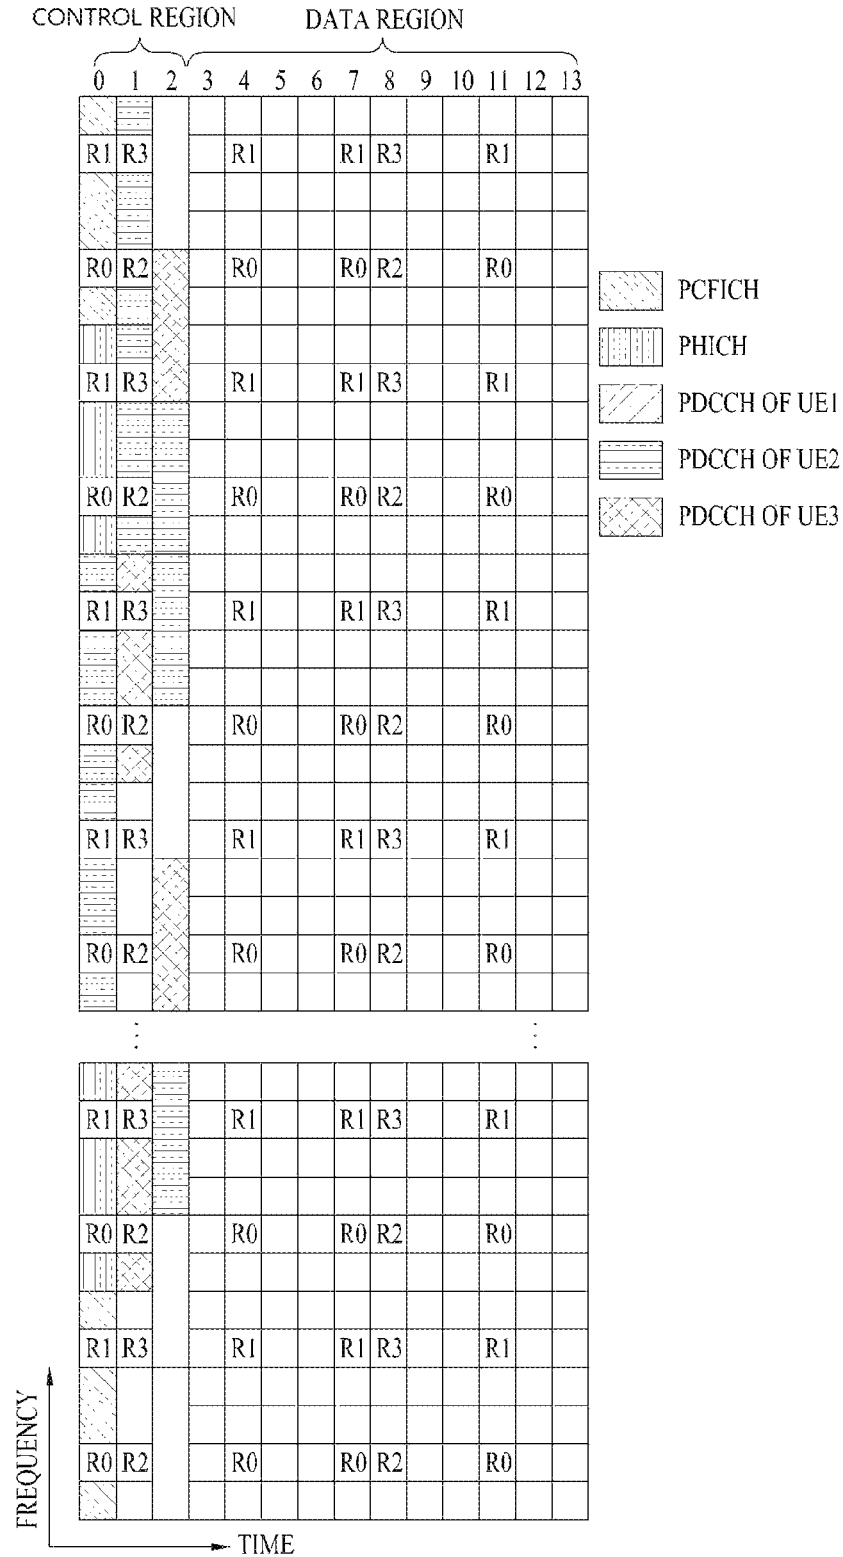 CONTROL REGION DATA REGION
0 1 2 3 4 5 6 7 8 9 10 11 12 13
R1 R3 R1 R1 R3 R1
R0 R2 R0 R0 R2 R0
R1 R3 R1 R1 R3 R1
R0 R2 R0 R0 R2 R0
R1 R3 R1 R1 R3 R1
R0 R2 R0 R0 R2 R0
R1 R3 R1 R1 R3 R1
R0 R2 R0 R0 R2 R0
R1 R3 R1 R1 R3 R1
R0 R2 R0 R0 R2 R0
R1 R3 R1 R1 R3 R1
R0 R2 R0 R0 R2 R0
PCFICH
PHICH
PDCCH OF UE1
PDCCH OF UE2
PDCCH OF UE3
FREQUENCY
TIME